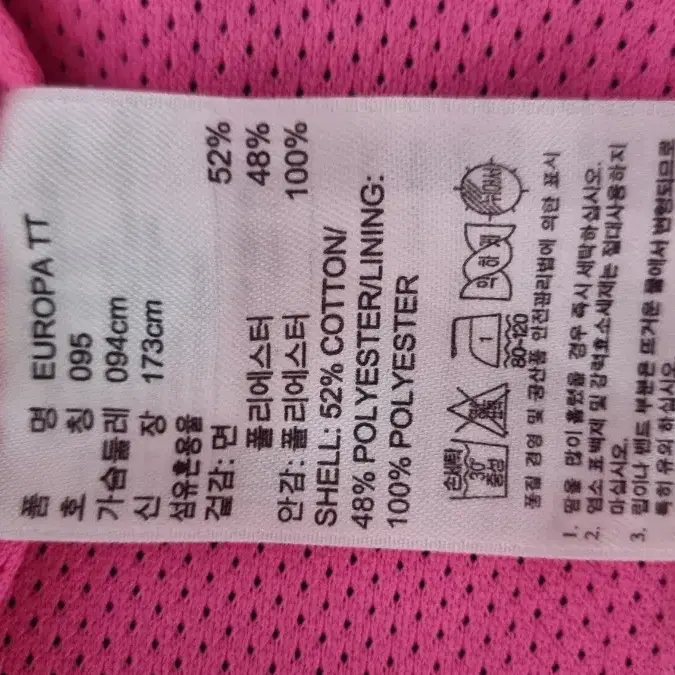 품 명 EUROPA TT
호 칭 095
가슴둘레 094cm
신 장 173cm
섬유혼용율
겉감: 면 52%
폴리에스터 48%
안감: 폴리에스터 100%
SHELL: 52% COTTON/
48% POLYESTER/LINING:
100% POLYESTER
손세탁 30° 중성 1 80~120 약하게
품질 경영 및 공산품 안전관리법에 의한 표시
1. 땀을 많이 흘렸을 경우 즉시 세탁하십시오.
2. 염소 표백제 및 강력효소세제는 절대사용하지
마십시오.
3. 립이나 밴드 부분은 뜨거운 물에서 변형되므로
특히 유의 하십시오